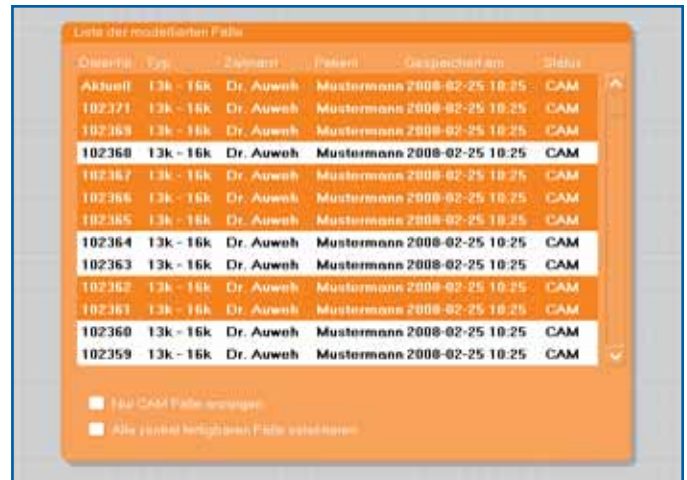 Liste der modellierten Fälle
Datei-Nr. Typ Zahnarzt Patient Gespeichert am Status
Aktuell 13k - 16k Dr. Auweh Mustermann 2008-02-25 10:25 CAM
102371 13k - 16k Dr. Auweh Mustermann 2008-02-25 10:25 CAM
102369 13k - 16k Dr. Auweh Mustermann 2008-02-25 10:25 CAM
102368 13k - 16k Dr. Auweh Mustermann 2008-02-25 10:25 CAM
102367 13k - 16k Dr. Auweh Mustermann 2008-02-25 10:25 CAM
102366 13k - 16k Dr. Auweh Mustermann 2008-02-25 10:25 CAM
102365 13k - 16k Dr. Auweh Mustermann 2008-02-25 10:25 CAM
102364 13k - 16k Dr. Auweh Mustermann 2008-02-25 10:25 CAM
102363 13k - 16k Dr. Auweh Mustermann 2008-02-25 10:25 CAM
102362 13k - 16k Dr. Auweh Mustermann 2008-02-25 10:25 CAM
102361 13k - 16k Dr. Auweh Mustermann 2008-02-25 10:25 CAM
102360 13k - 16k Dr. Auweh Mustermann 2008-02-25 10:25 CAM
102359 13k - 16k Dr. Auweh Mustermann 2008-02-25 10:25 CAM
Nur CAM Fälle anzeigen
Alle zentral fertigbaren Fälle selektieren